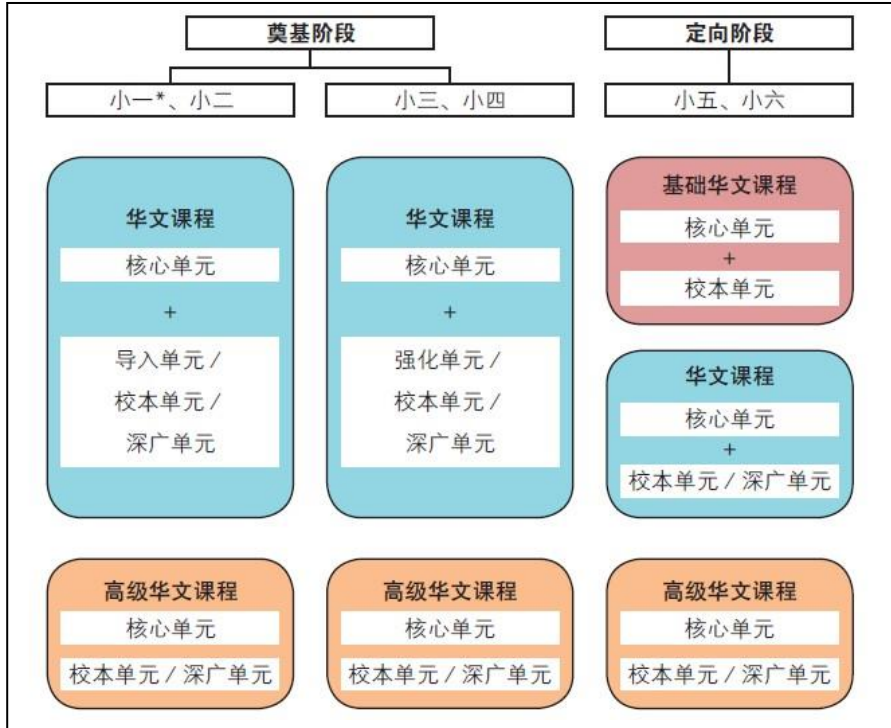 奠基阶段
定向阶段
小一*、小二
小三、小四
小五、小六
华文课程
核心单元
+
导入单元 /
校本单元 /
深广单元
华文课程
核心单元
+
强化单元 /
校本单元 /
深广单元
基础华文课程
核心单元
+
校本单元
华文课程
核心单元
+
校本单元 / 深广单元
高级华文课程
核心单元
校本单元 / 深广单元
高级华文课程
核心单元
校本单元 / 深广单元
高级华文课程
核心单元
校本单元 / 深广单元